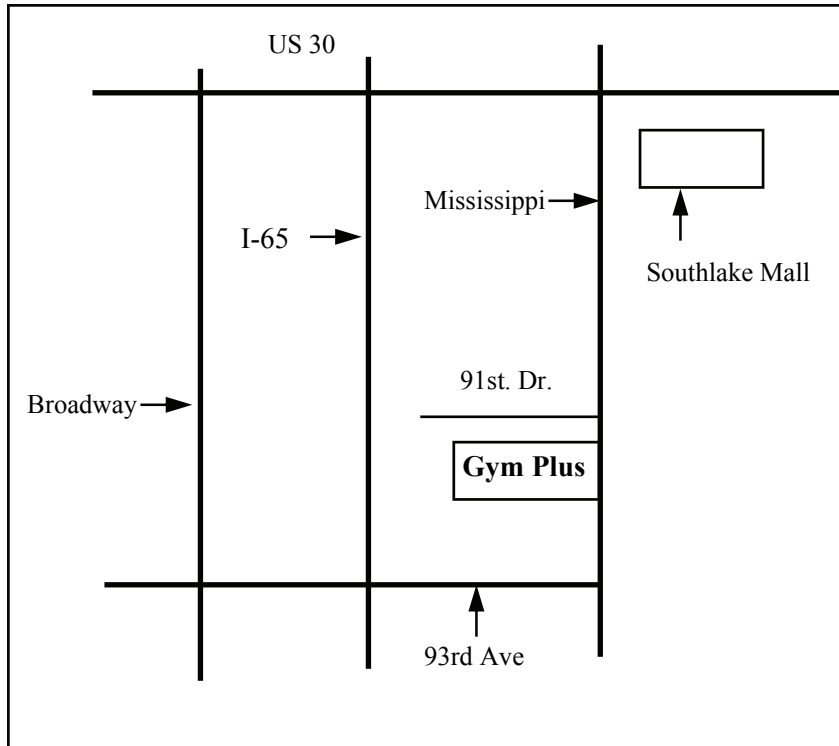 US 30
Mississippi
I-65
Southlake Mall
91st. Dr.
Broadway
Gym Plus
93rd Ave